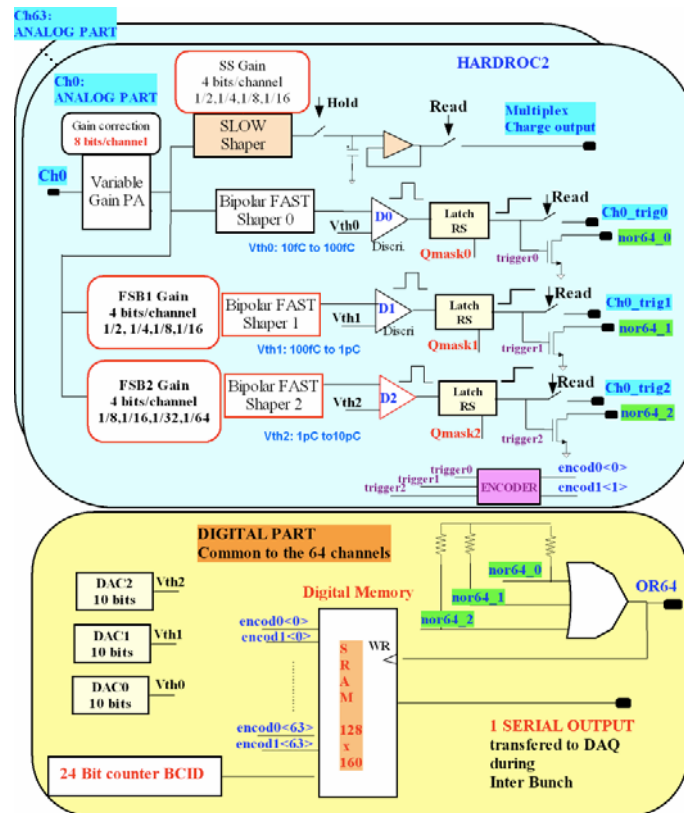 Ch63:
ANALOG PART
Ch0:
ANALOG PART
SS Gain
4 bits/channel
1/2,1/4,1/8,1/16
HARDROC2
Gain correction
8 bits/channel
SLOW
Shaper
Hold
Read
Multiplex
Charge output
Ch0
Variable
Gain PA
Bipolar FAST
Shaper 0
Vth0
D0
Discri.
Latch
RS
Read
Ch0_trig0
nor64_0
Vth0: 10fC to 100fC
Qmask0
trigger0
FSB1 Gain
4 bits/channel
1/2, 1/4,1/8,1/16
Bipolar FAST
Shaper 1
Vth1
D1
Discri
Latch
RS
Read
Ch0_trig1
nor64_1
Vth1: 100fC to 1pC
Qmask1
trigger1
FSB2 Gain
4 bits/channel
1/8,1/16,1/32,1/64
Bipolar FAST
Shaper 2
Vth2
D2
Latch
RS
Read
Ch0_trig2
nor64_2
Vth2: 1pC to10pC
Qmask2
trigger2
trigger0
trigger1
trigger2
ENCODER
encod0<0>
encod1<1>
DIGITAL PART
Common to the 64 channels
DAC2
10 bits
Vth2
DAC1
10 bits
Vth1
DAC0
10 bits
Vth0
Digital Memory
encod0<0>
encod1<0>
encod0<63>
encod1<63>
S
R
A
M
128
x
160
WR
nor64_0
nor64_1
nor64_2
OR64
24 Bit counter BCID
1 SERIAL OUTPUT
transfered to DAQ
during
Inter Bunch